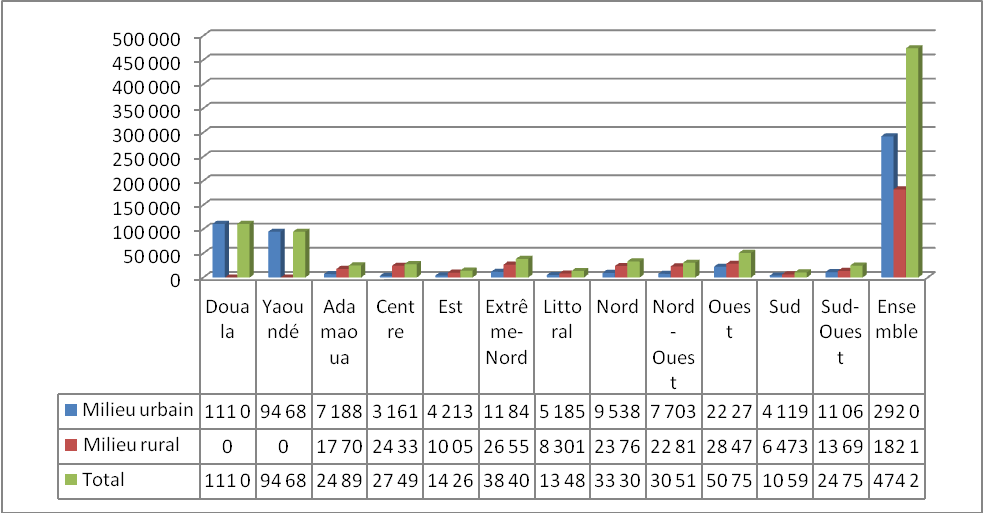 500 000
450 000
400 000
350 000
300 000
250 000
200 000
150 000
100 000
50 000
0
Doua
la
Yaou
ndé
Ada
mao
ua
Cent
re
Est
Extrê
me-
Nord
Litto
ral
Nord
Nord
-
Oues
t
Oues
t
Sud
Sud-
Oues
t
Ense
mble
Milieu urbain 111 0 94 68 7 188 3 161 4 213 11 84 5 185 9 538 7 703 22 27 4 119 11 06 292 0
Milieu rural 0 0 17 70 24 33 10 05 26 55 8 301 23 76 22 81 28 47 6 473 13 69 182 1
Total 111 0 94 68 24 89 27 49 14 26 38 40 13 48 33 30 30 51 50 75 10 59 24 75 474 2